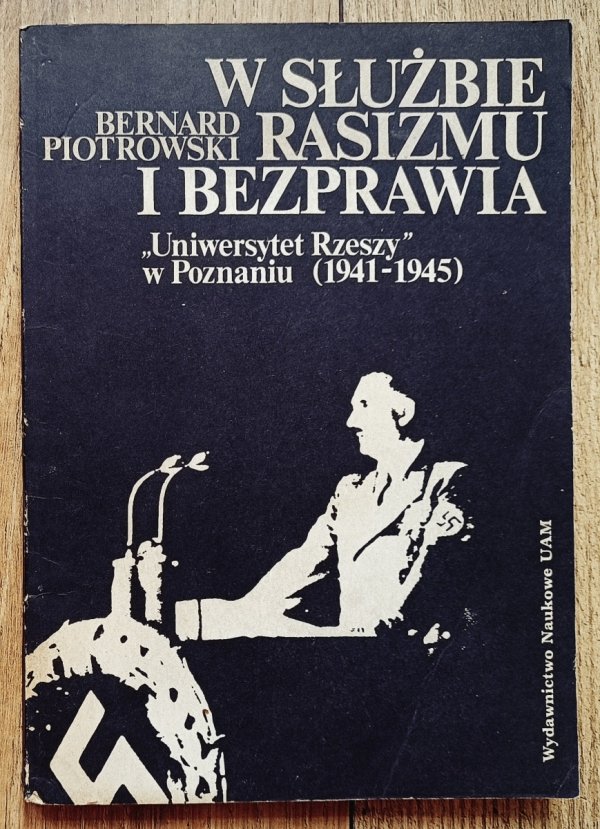 W SŁUŻBIE
BERNARD
PIOTROWSKI
RASIZMU
I BEZPRAWIA
„Uniwersytet Rzeszy”
w Poznaniu (1941-1945)
Wydawnictwo Naukowe UAM